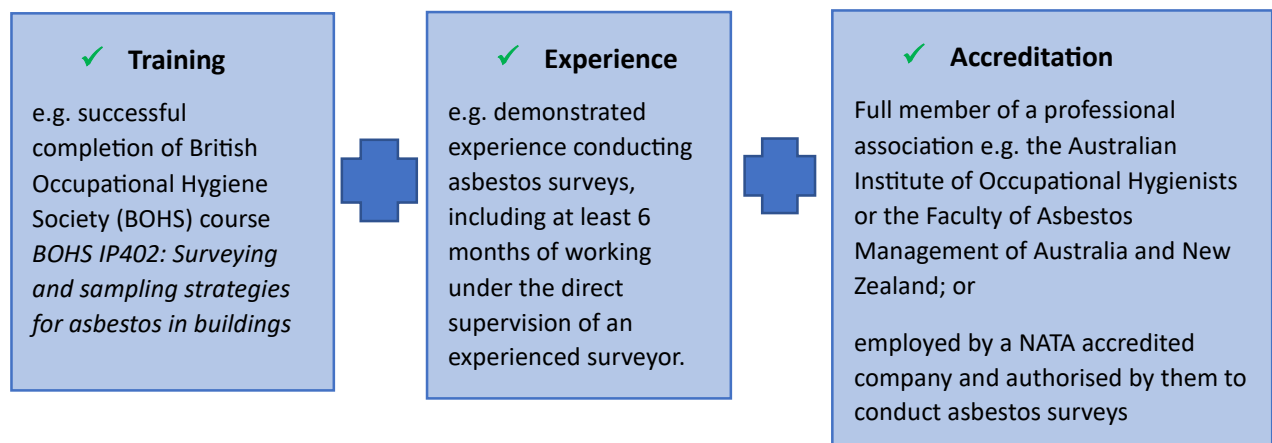 ✓ Training
e.g. successful
completion of British
Occupational Hygiene
Society (BOHS) course
BOHS IP402: Surveying
and sampling strategies
for asbestos in buildings
✓ Experience
e.g. demonstrated
experience conducting
asbestos surveys,
including at least 6
months of working
under the direct
supervision of an
experienced surveyor.
✓ Accreditation
Full member of a professional
association e.g. the Australian
Institute of Occupational Hygienists
or the Faculty of Asbestos
Management of Australia and New
Zealand; or
employed by a NATA accredited
company and authorised by them to
conduct asbestos surveys